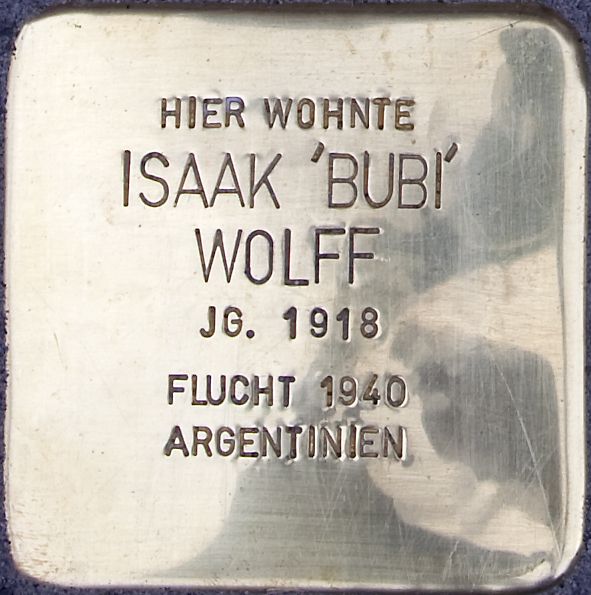 HIER WOHNTE
ISAAK 'BUBI'
WOLFF
JG. 1918
FLUCHT 1940
ARGENTINIEN